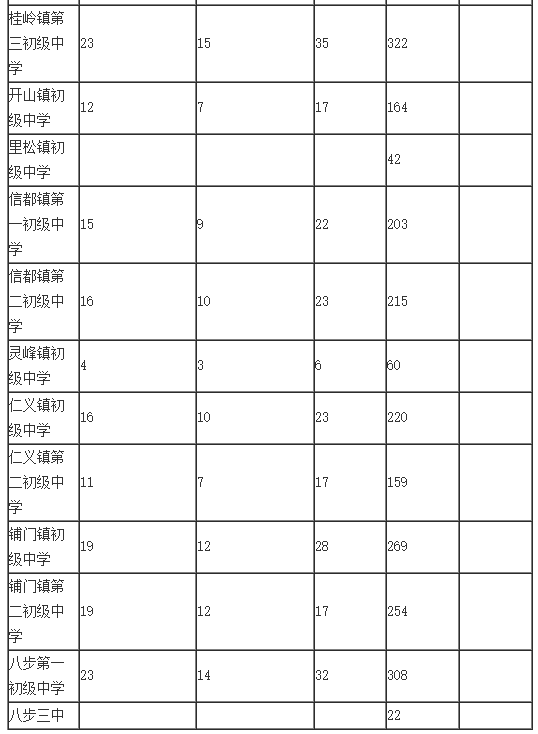 桂岭镇第
三初级中 23 15 35 322
学
开山镇初
级中学 12 7 17 164
里松镇初
级中学 42
信都镇第
一初级中 15 9 22 203
学
信都镇第
二初级中 16 10 23 215
学
灵峰镇初
级中学 4 3 6 60
仁义镇初
级中学 16 10 23 220
仁义镇第
二初级中 11 7 17 159
学
铺门镇初
级中学 19 12 28 269
铺门镇第
二初级中 19 12 17 254
学
八步第一
初级中学 23 14 32 308
八步三中 22